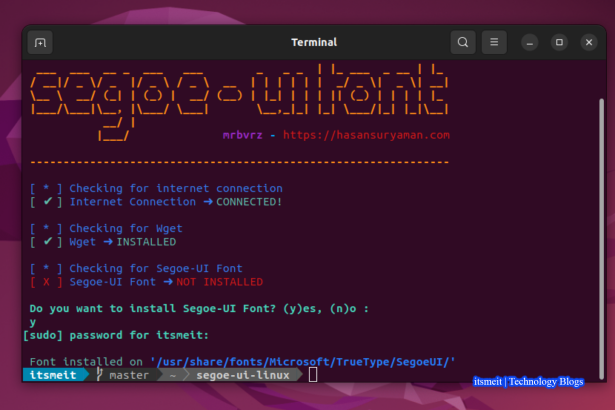 Terminal
segoe-ui-font
mrbvrz - https://hasansuryaman.com
---------------------------------------------------------------
[ * ] Checking for internet connection
[ ✔ ] Internet Connection ➜ CONNECTED!
[ * ] Checking for Wget
[ ✔ ] Wget ➜ INSTALLED
[ * ] Checking for Segoe-UI Font
[ X ] Segoe-UI Font ➜ NOT INSTALLED
Do you want to install Segoe-UI Font? (y)es, (n)o :
y
[sudo] password for itsmeit:
Font installed on '/usr/share/fonts/Microsoft/TrueType/SegoeUI/'
itsmeit master ~ segoe-ui-linux
itsmeit | Technology Blogs